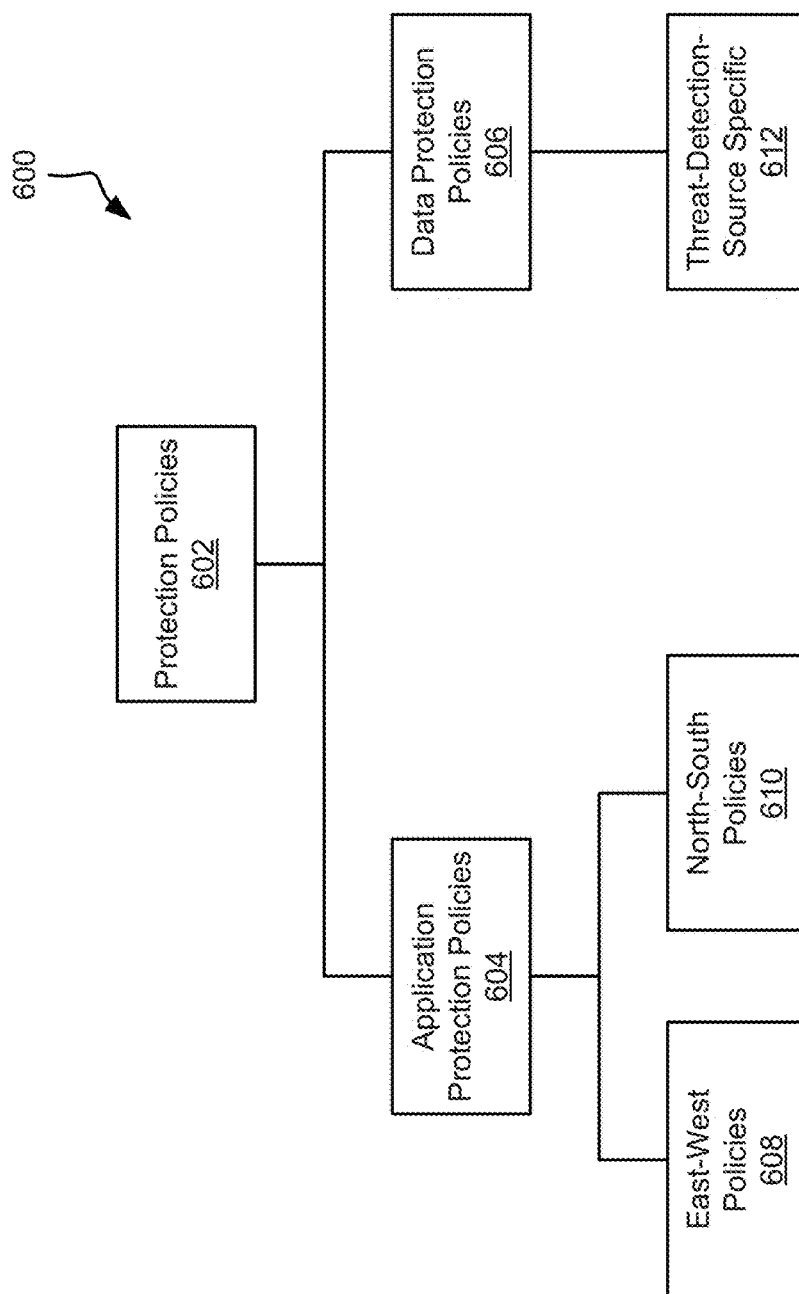 600
Protection Policies
602
Application
Protection Policies
604
Data Protection
Policies
606
East-West
Policies
608
North-South
Policies
610
Threat-Detection-
Source Specific
612